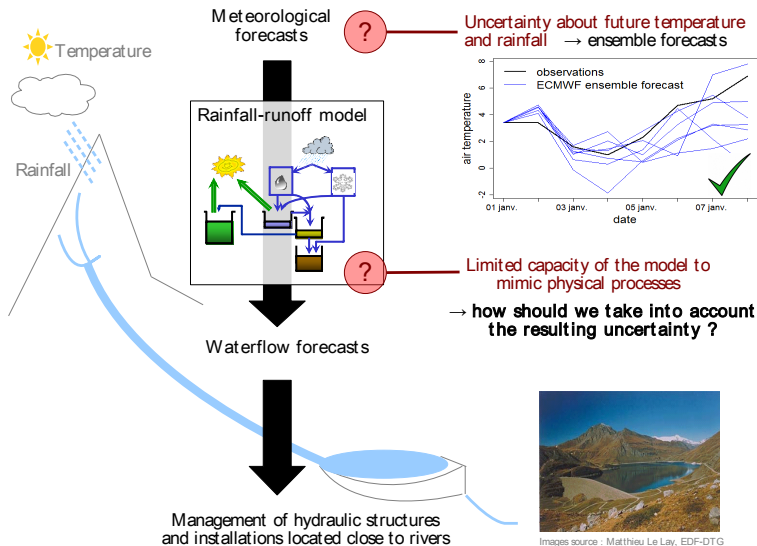 Meteorological
forecasts
?
Uncertainty about future temperature
and rainfall → ensemble forecasts
Temperature
Rainfall
Rainfall-runoff model
observations
ECMWF ensemble forecast
air temperature
8
6
4
2
0
-2
01 janv.
03 janv.
05 janv.
07 janv.
date
?
Limited capacity of the model to
mimic physical processes
→ how should we take into account
the resulting uncertainty ?
Waterflow forecasts
Management of hydraulic structures
and installations located close to rivers
Images source : Matthieu Le Lay, EDF-DTG